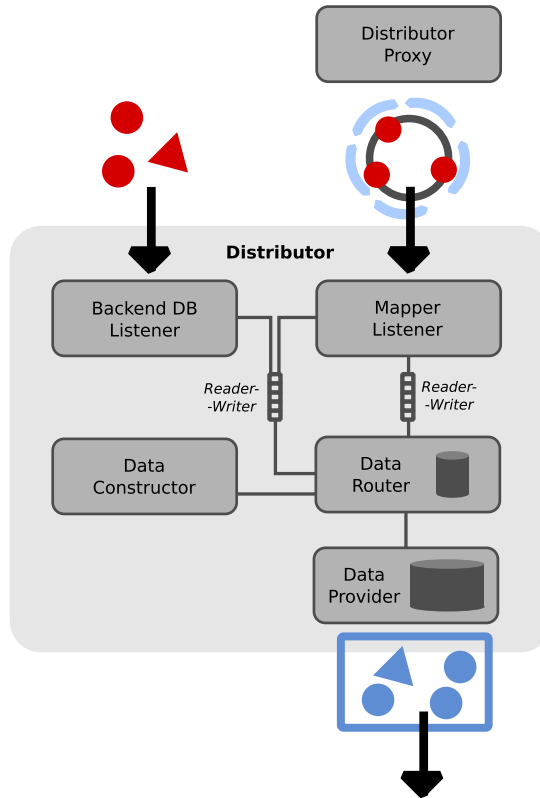 Distributor
Proxy
Distributor
Backend DB
Listener
Mapper
Listener
Reader-
-Writer
Reader-
-Writer
Data
Constructor
Data
Router
Data
Provider